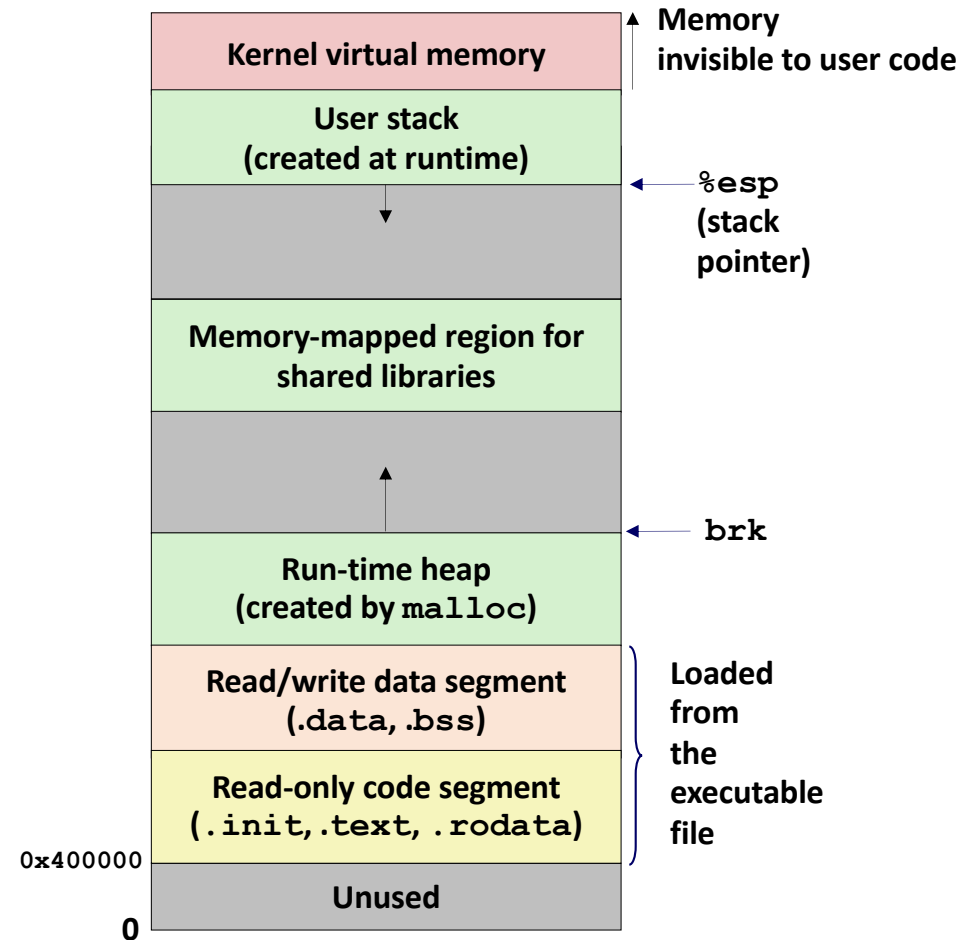 Kernel virtual memory
Memory
invisible to user code
User stack
(created at runtime)
%esp
(stack
pointer)
Memory-mapped region for
shared libraries
brk
Run-time heap
(created by malloc)
Read/write data segment
(.data, .bss)
Loaded
from
the
executable
file
Read-only code segment
(.init, .text, .rodata)
0x400000
Unused
0